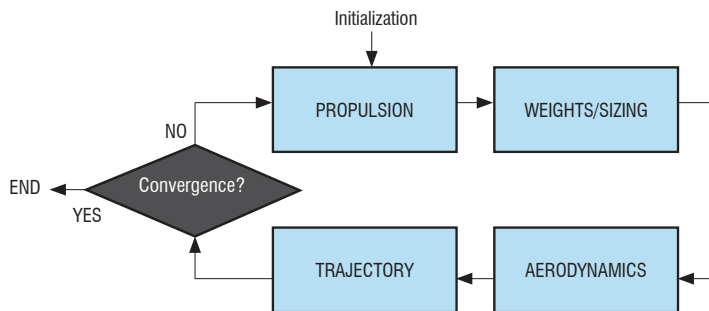 Initialization
PROPULSION
WEIGHTS/SIZING
NO
Convergence?
END
YES
TRAJECTORY
AERODYNAMICS